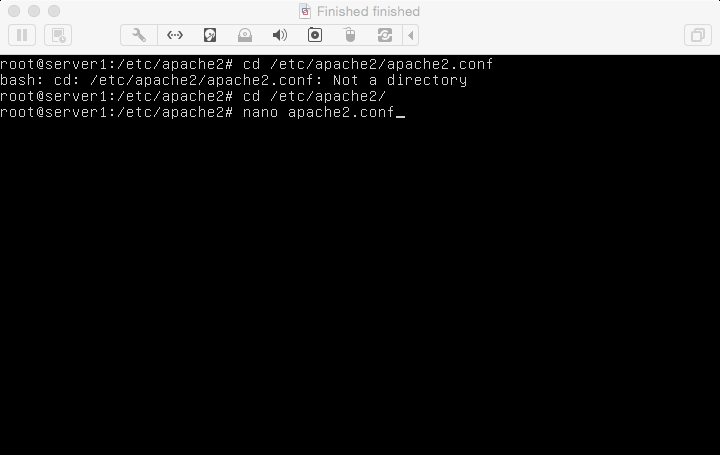 Finished finished
root@server1:/etc/apache2# cd /etc/apache2/apache2.conf
bash: cd: /etc/apache2/apache2.conf: Not a directory
root@server1:/etc/apache2# cd /etc/apache2/
root@server1:/etc/apache2# nano apache2.conf_